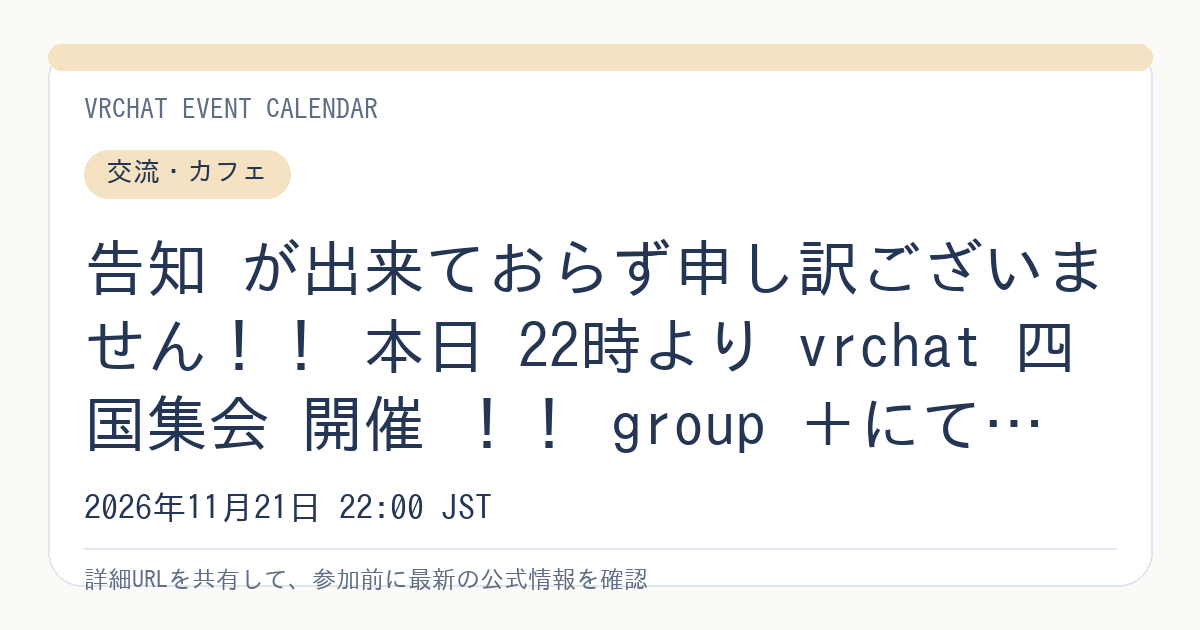 VRCHAT EVENT CALENDAR
交流・カフェ
告知 が出来ておらず申し訳ございま
せん！！ 本日 22時より vrchat 四
国集会 開催 ！！ group ＋にて…
2026年11月21日 22:00 JST
詳細URLを共有して、参加前に最新の公式情報を確認